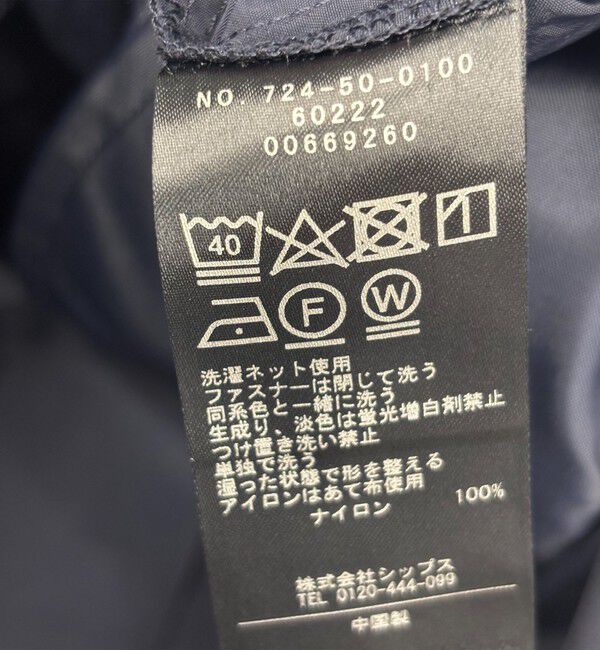 NO. 724-50-0100
60222
00669260
40
F W
洗濯ネット使用
ファスナーは閉じて洗う
同系色と一緒に洗う
生成り、淡色は蛍光増白剤禁止
つけ置き洗い禁止
単独で洗う
湿った状態で形を整える
アイロンはあて布使用
ナイロン 100%
株式会社シップス
TEL 0120-444-099
中国製